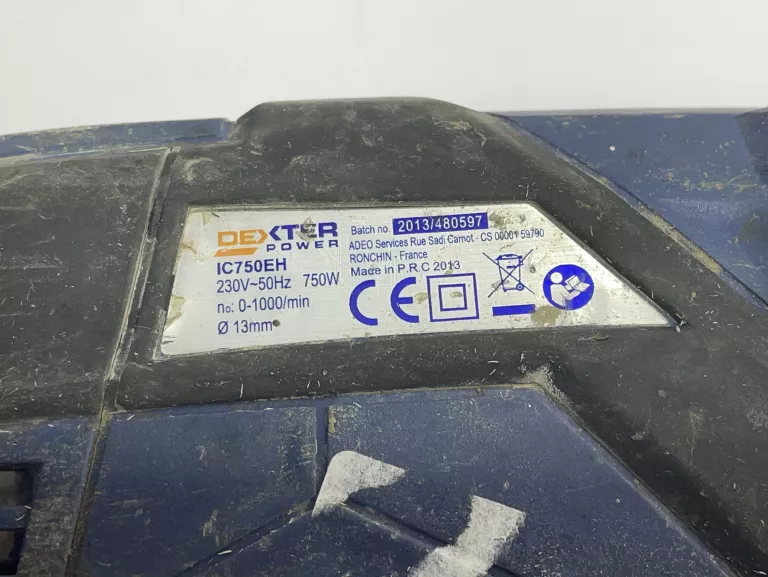 DEXTER
POWER
IC750EH
230V~50Hz 750W
n₀: 0-1000/min
Ø 13mm
Batch no. 2013/480597
ADEO Services Rue Sadi Carnot - CS 00001 59790
RONCHIN - France
Made in P.R.C 2013
CE